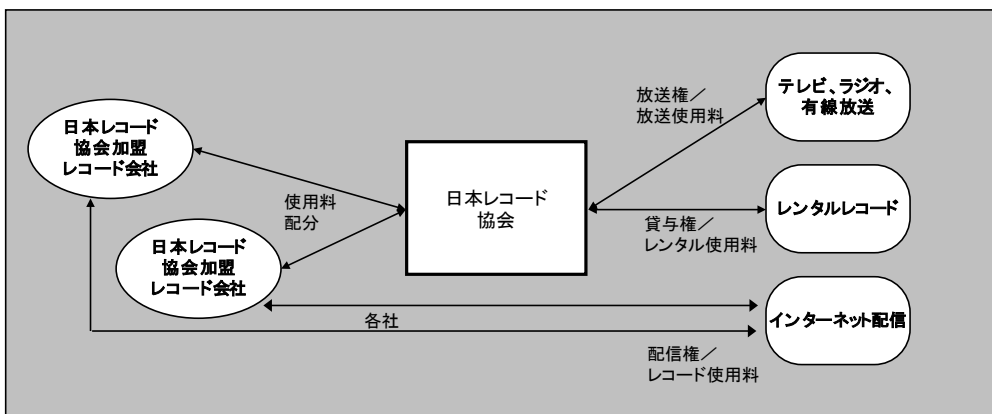 日本レコード
協会加盟
レコード会社
日本レコード
協会加盟
レコード会社
使用料
配分
日本レコード
協会
放送権／
放送使用料
テレビ、ラジオ、
有線放送
貸与権／
レンタル使用料
レンタルレコード
各社
配信権／
レコード使用料
インターネット配信